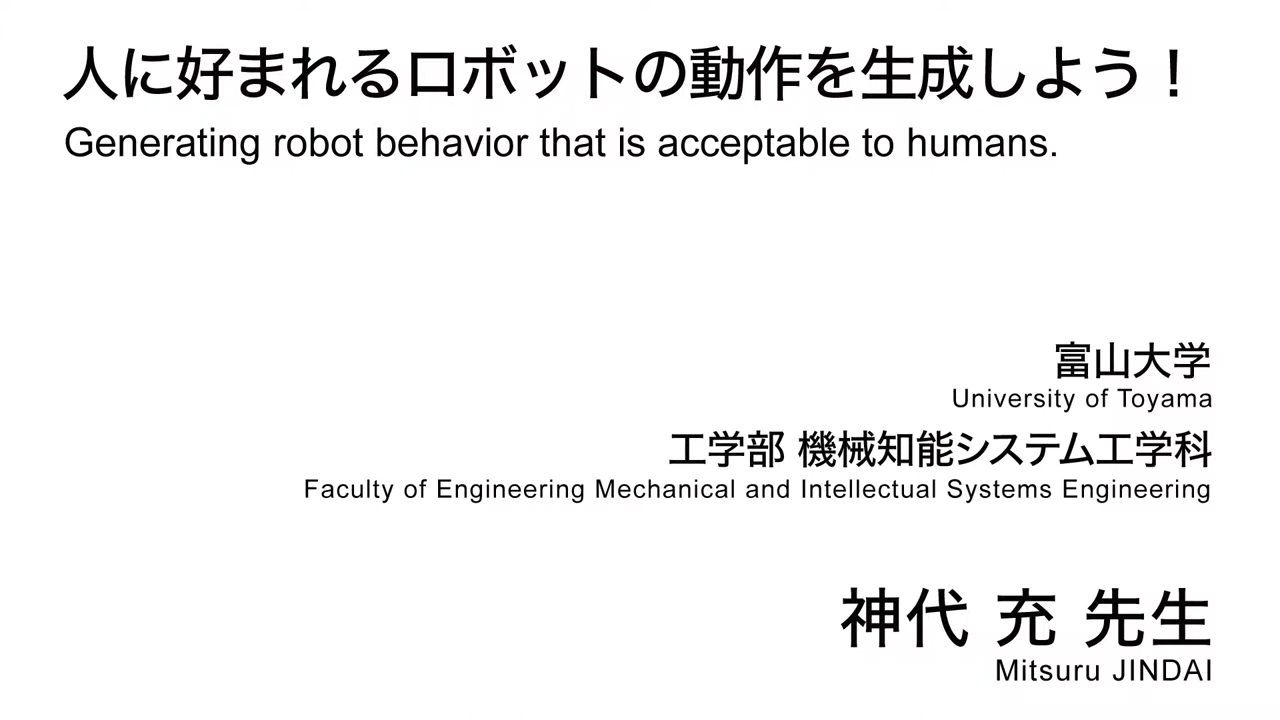 人に好まれるロボットの動作を生成しよう！
Generating robot behavior that is acceptable to humans.
富山大学
University of Toyama
工学部 機械知能システム工学科
Faculty of Engineering Mechanical and Intellectual Systems Engineering
神代 充 先生
Mitsuru JINDAI